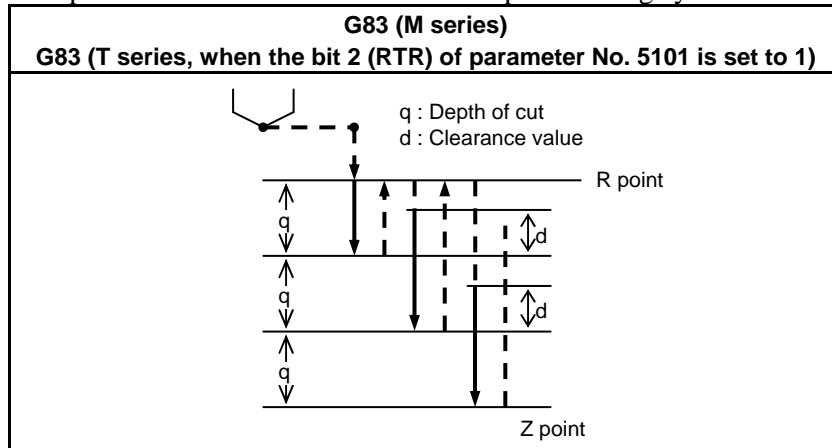 G83 (M series)
G83 (T series, when the bit 2 (RTR) of parameter No. 5101 is set to 1)
q : Depth of cut
d : Clearance value
R point
q
d
q
d
q
Z point